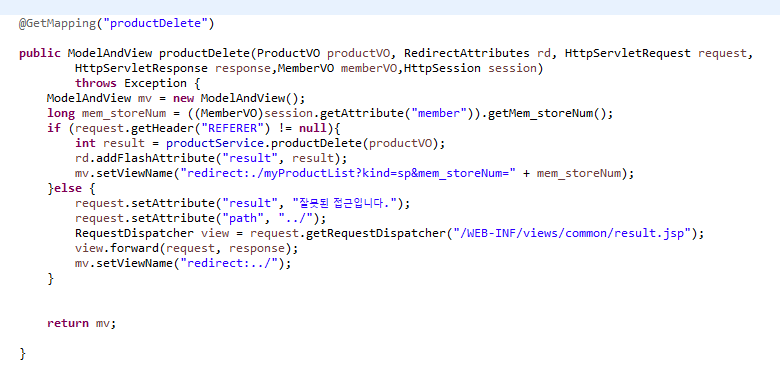 @GetMapping("productDelete")
public ModelAndView productDelete(ProductVO productVO, RedirectAttributes rd, HttpServletRequest request,
HttpServletResponse response,MemberVO memberVO,HttpSession session)
throws Exception {
ModelAndView mv = new ModelAndView();
long mem_storeNum = ((MemberVO)session.getAttribute("member")).getMem_storeNum();
if (request.getHeader("REFERER") != null){
int result = productService.productDelete(productVO);
rd.addFlashAttribute("result", result);
mv.setViewName("redirect:./myProductList?kind=sp&mem_storeNum=" + mem_storeNum);
}else {
request.setAttribute("result", "잘못된 접근입니다.");
request.setAttribute("path", "../");
RequestDispatcher view = request.getRequestDispatcher("/WEB-INF/views/common/result.jsp");
view.forward(request, response);
mv.setViewName("redirect:../");
}
return mv;
}